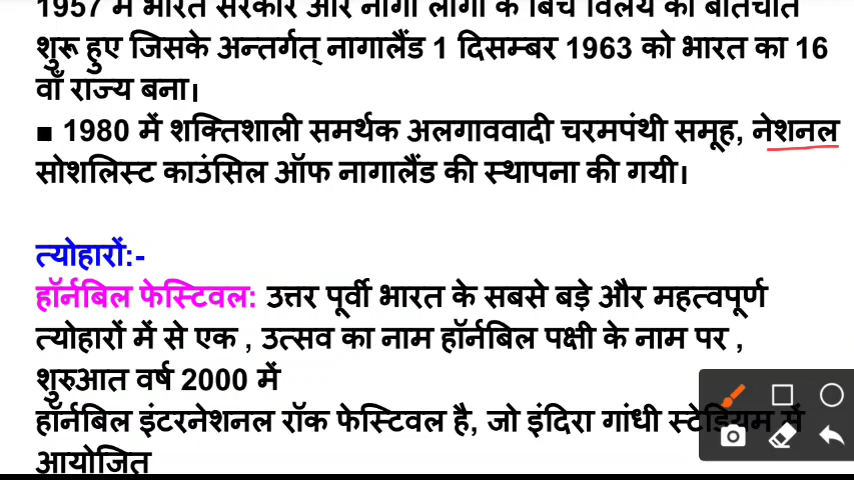 1957 में भारत सरकार और नागा लोगों के बिच विलय की बातचीत
शुरू हुए जिसके अन्तर्गत् नागालैंड 1 दिसम्बर 1963 को भारत का 16
वाँ राज्य बना।
■ 1980 में शक्तिशाली समर्थक अलगाववादी चरमपंथी समूह, नेशनल
सोशलिस्ट काउंसिल ऑफ नागालैंड की स्थापना की गयी।
त्योहारों:-
हॉर्नबिल फेस्टिवल: उत्तर पूर्वी भारत के सबसे बड़े और महत्वपूर्ण
त्योहारों में से एक , उत्सव का नाम हॉर्नबिल पक्षी के नाम पर ,
शुरुआत वर्ष 2000 में
हॉर्नबिल इंटरनेशनल रॉक फेस्टिवल है, जो इंदिरा गांधी स्टेडियम में
आयोजित